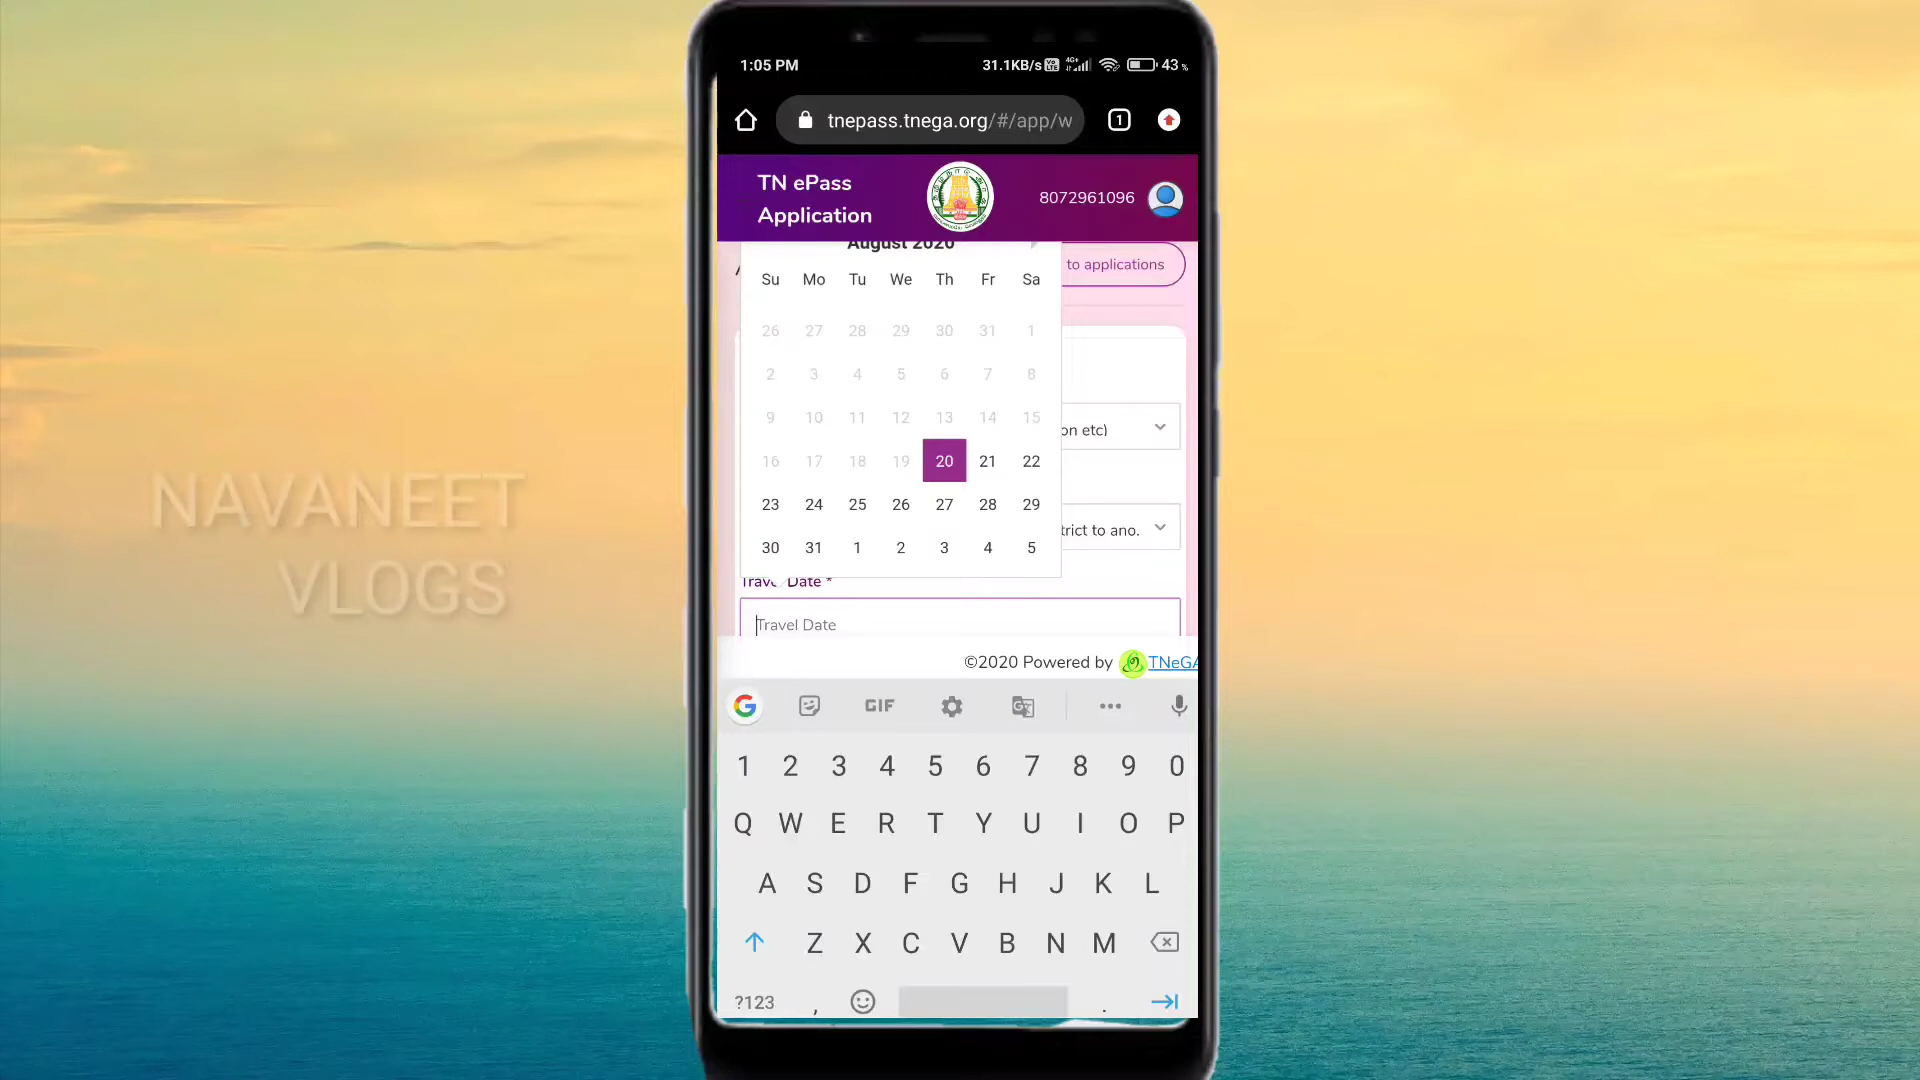 1:05 PM
31.1KB/s
43 %
tnepass.tnega.org/#/app/w
1
TN ePass
Application
8072961096
August 2020
to applications
Su Mo Tu We Th Fr Sa
26 27 28 29 30 31 1
2 3 4 5 6 7 8
9 10 11 12 13 14 15
on etc)
16 17 18 19 20 21 22
23 24 25 26 27 28 29
trict to ano.
30 31 1 2 3 4 5
Travel Date *
Travel Date
©2020 Powered by TNeGA
NAVANEET
VLOGS
GIF
1 2 3 4 5 6 7 8 9 0
Q W E R T Y U I O P
A S D F G H J K L
Z X C V B N M
?123 , .